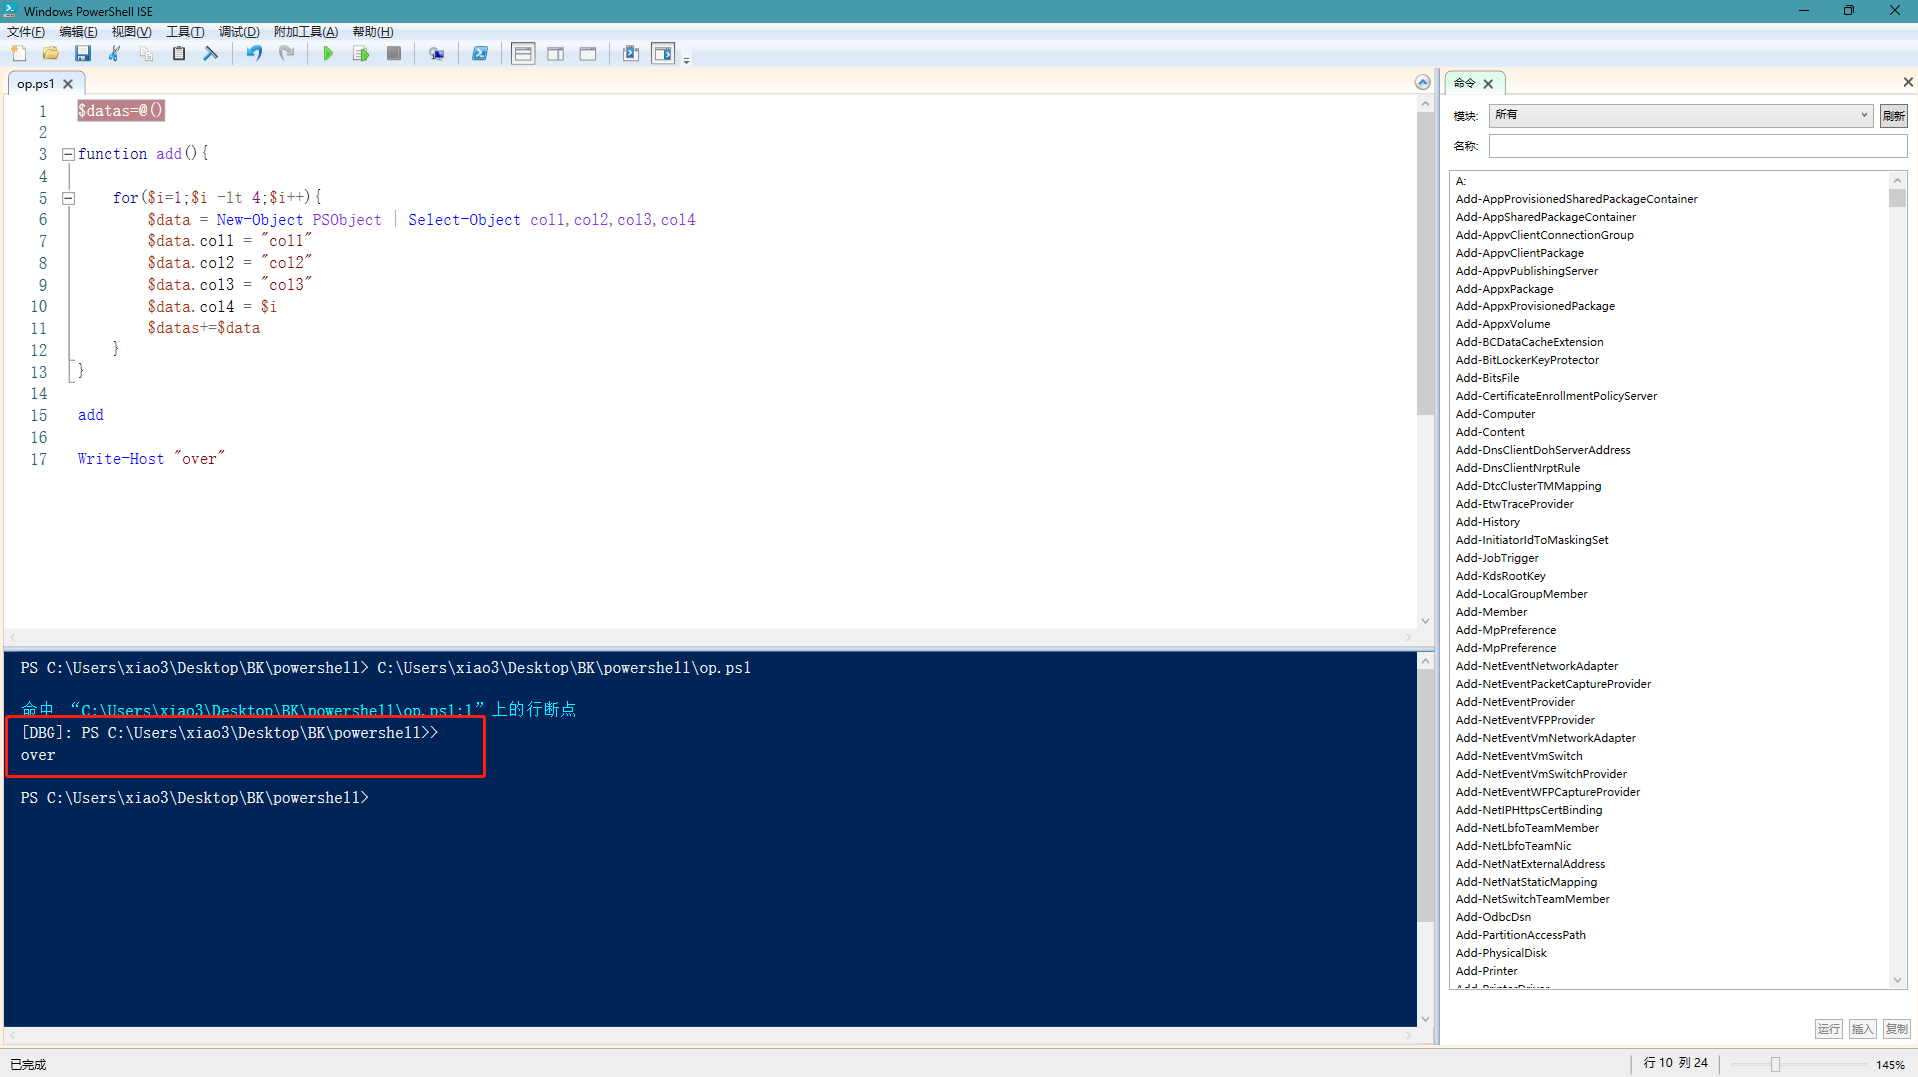 Windows PowerShell ISE
文件(F) 编辑(E) 视图(V) 工具(T) 调试(D) 附加工具(A) 帮助(H)
op.ps1
1 $datas=@()
2
3 function add(){
4
5 for($i=1;$i -lt 4;$i++){
6 $data = New-Object PSObject | Select-Object col1,col2,col3,col4
7 $data.col1 = "col1"
8 $data.col2 = "col2"
9 $data.col3 = "col3"
10 $data.col4 = $i
11 $datas+=$data
12 }
13 }
14
15 add
16
17 Write-Host "over"
PS C:\Users\xiao3\Desktop\BK\powershell> C:\Users\xiao3\Desktop\BK\powershell\op.ps1
命中 “C:\Users\xiao3\Desktop\BK\powershell\op.ps1:1”上的行断点
[DBG]: PS C:\Users\xiao3\Desktop\BK\powershell>>
over
PS C:\Users\xiao3\Desktop\BK\powershell>
命令
模块: 所有 刷新
名称:
A:
Add-AppProvisionedSharedPackageContainer
Add-AppSharedPackageContainer
Add-AppvClientConnectionGroup
Add-AppvClientPackage
Add-AppvPublishingServer
Add-AppxPackage
Add-AppxProvisionedPackage
Add-AppxVolume
Add-BCDataCacheExtension
Add-BitLockerKeyProtector
Add-BitsFile
Add-CertificateEnrollmentPolicyServer
Add-Computer
Add-Content
Add-DnsClientDohServerAddress
Add-DnsClientNrptRule
Add-DtcClusterTMMapping
Add-EtwTraceProvider
Add-History
Add-InitiatorIdToMaskingSet
Add-JobTrigger
Add-KdsRootKey
Add-LocalGroupMember
Add-Member
Add-MpPreference
Add-MpPreference
Add-NetEventNetworkAdapter
Add-NetEventPacketCaptureProvider
Add-NetEventProvider
Add-NetEventVFPProvider
Add-NetEventVmNetworkAdapter
Add-NetEventVmSwitch
Add-NetEventVmSwitchProvider
Add-NetEventWFPCaptureProvider
Add-NetIPHttpsCertBinding
Add-NetLbfoTeamMember
Add-NetLbfoTeamNic
Add-NetNatExternalAddress
Add-NetNatStaticMapping
Add-NetSwitchTeamMember
Add-OdbcDsn
Add-PartitionAccessPath
Add-PhysicalDisk
Add-Printer
Add-PrinterDriver
运行 插入 复制
已完成
行 10 列 24
145%